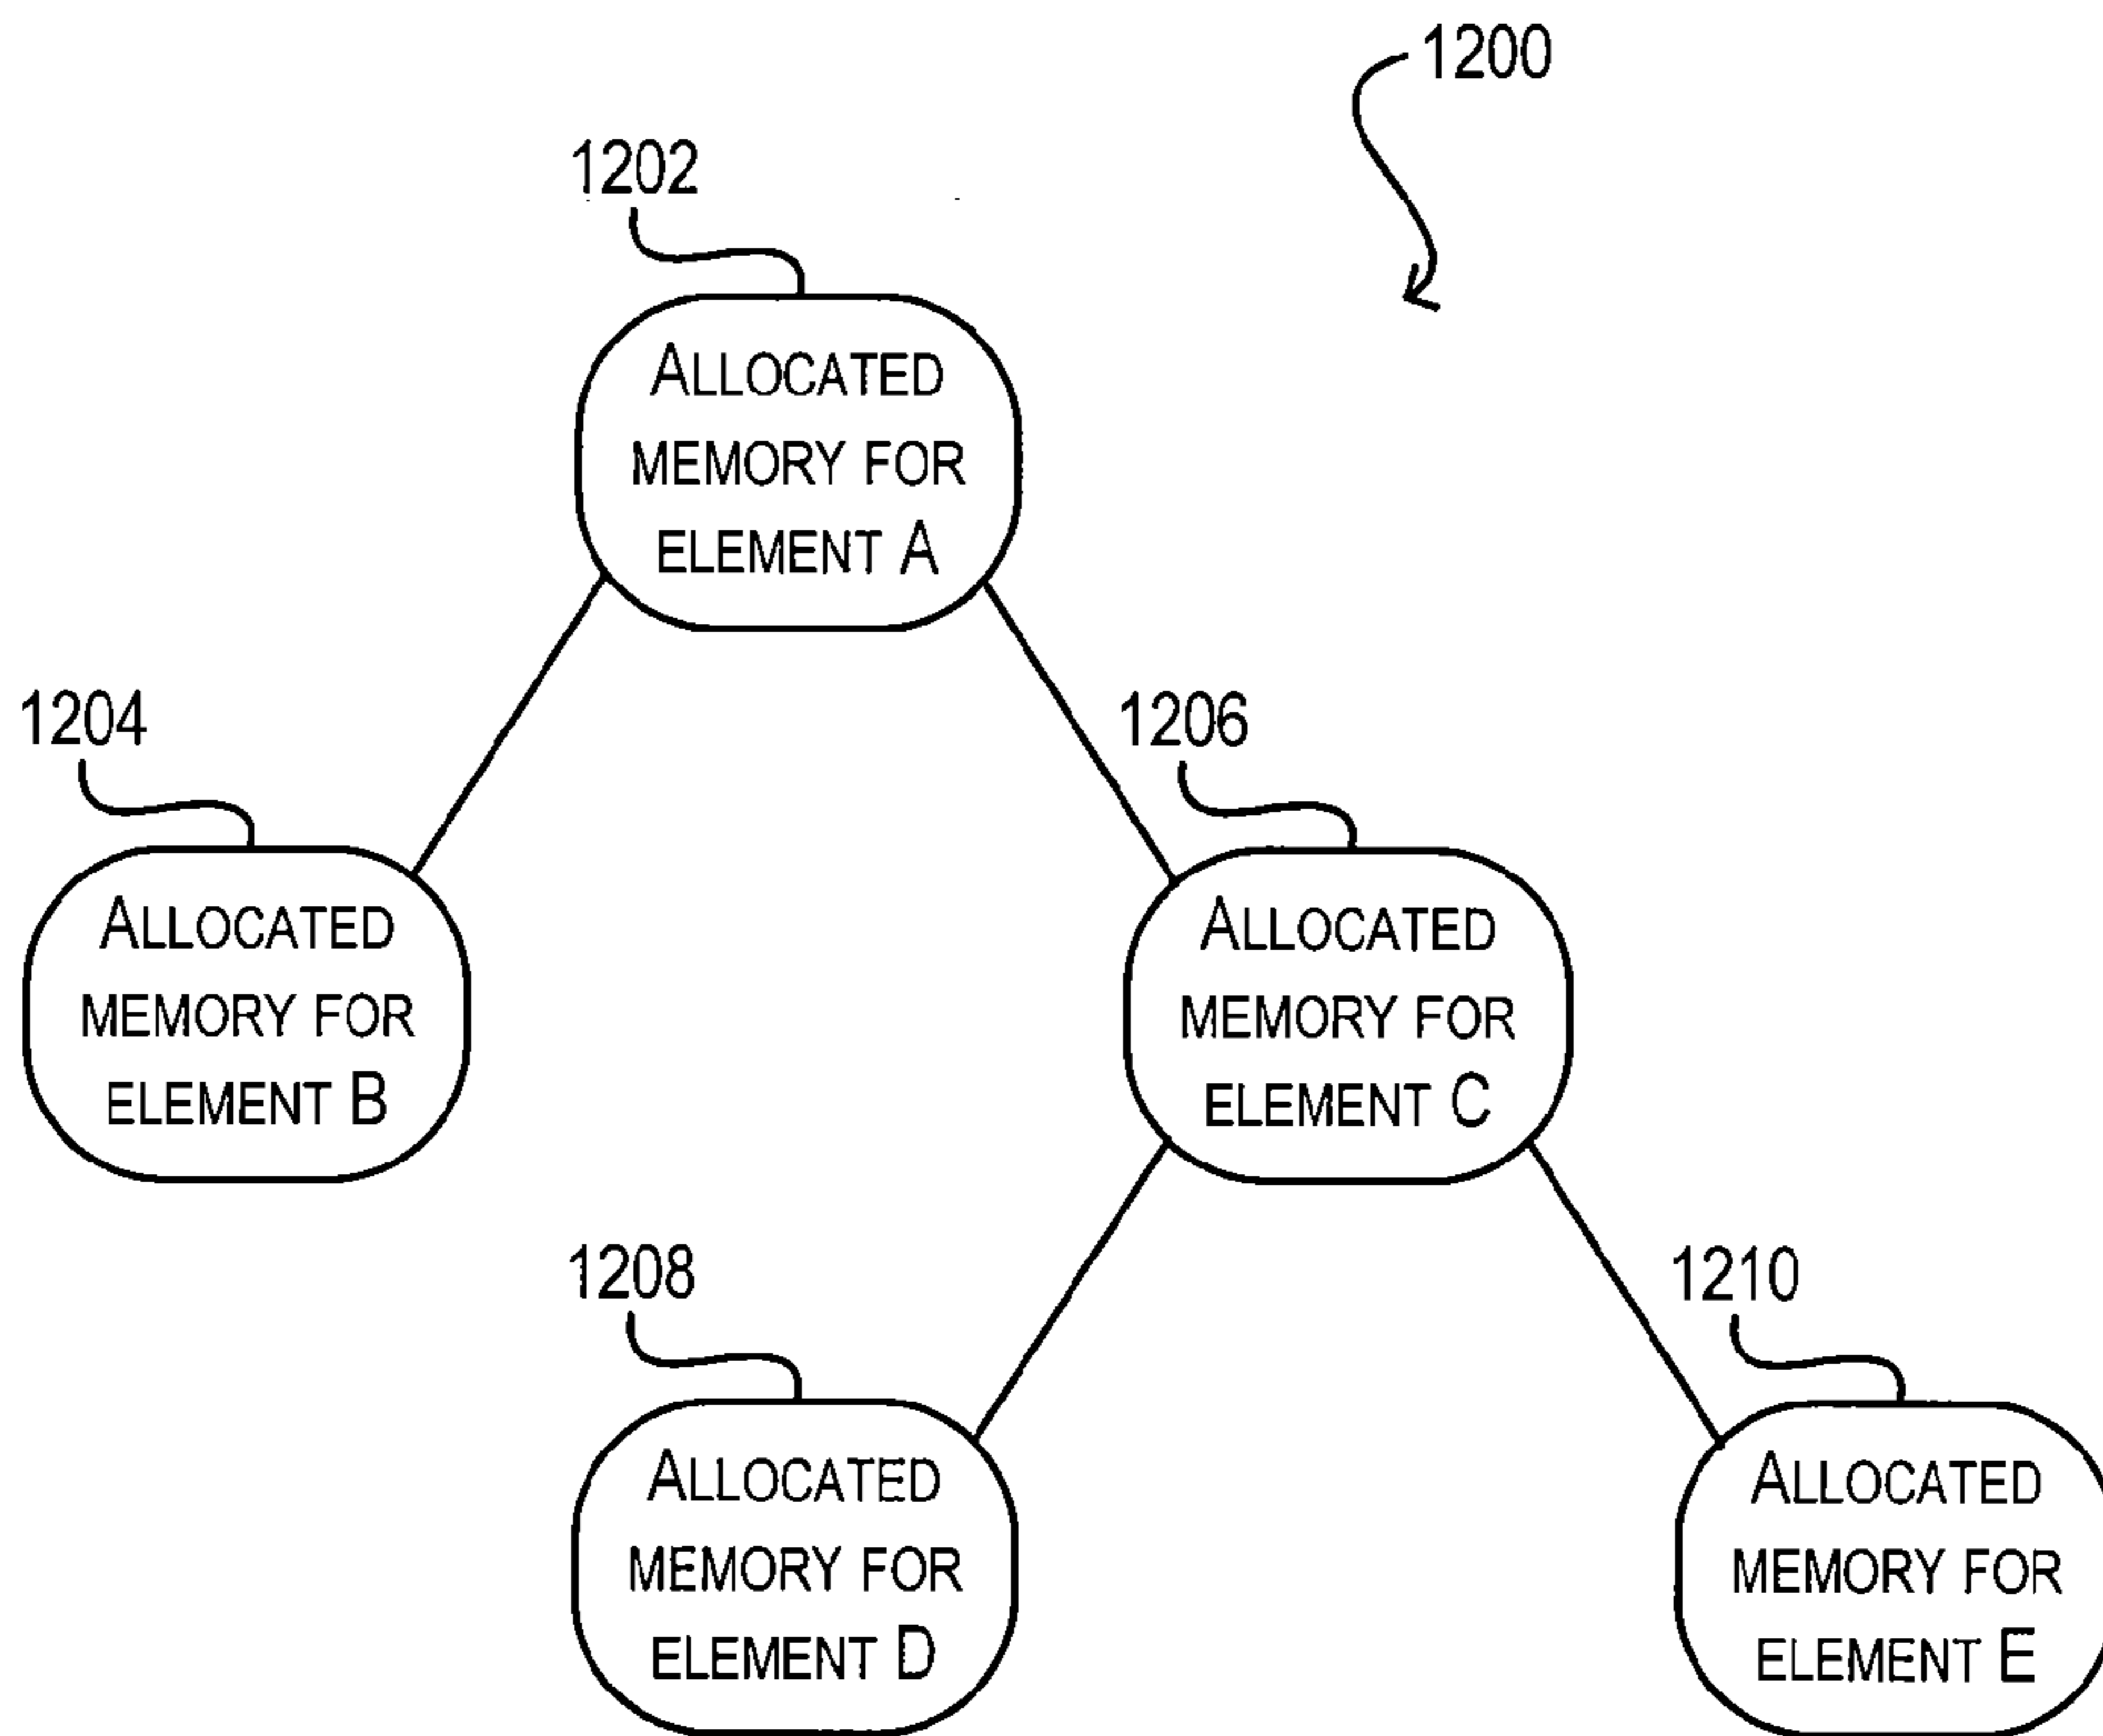 1200
1202
ALLOCATED
MEMORY FOR
ELEMENT A
1204
1206
ALLOCATED
MEMORY FOR
ELEMENT B
ALLOCATED
MEMORY FOR
ELEMENT C
1208
1210
ALLOCATED
MEMORY FOR
ELEMENT D
ALLOCATED
MEMORY FOR
ELEMENT E